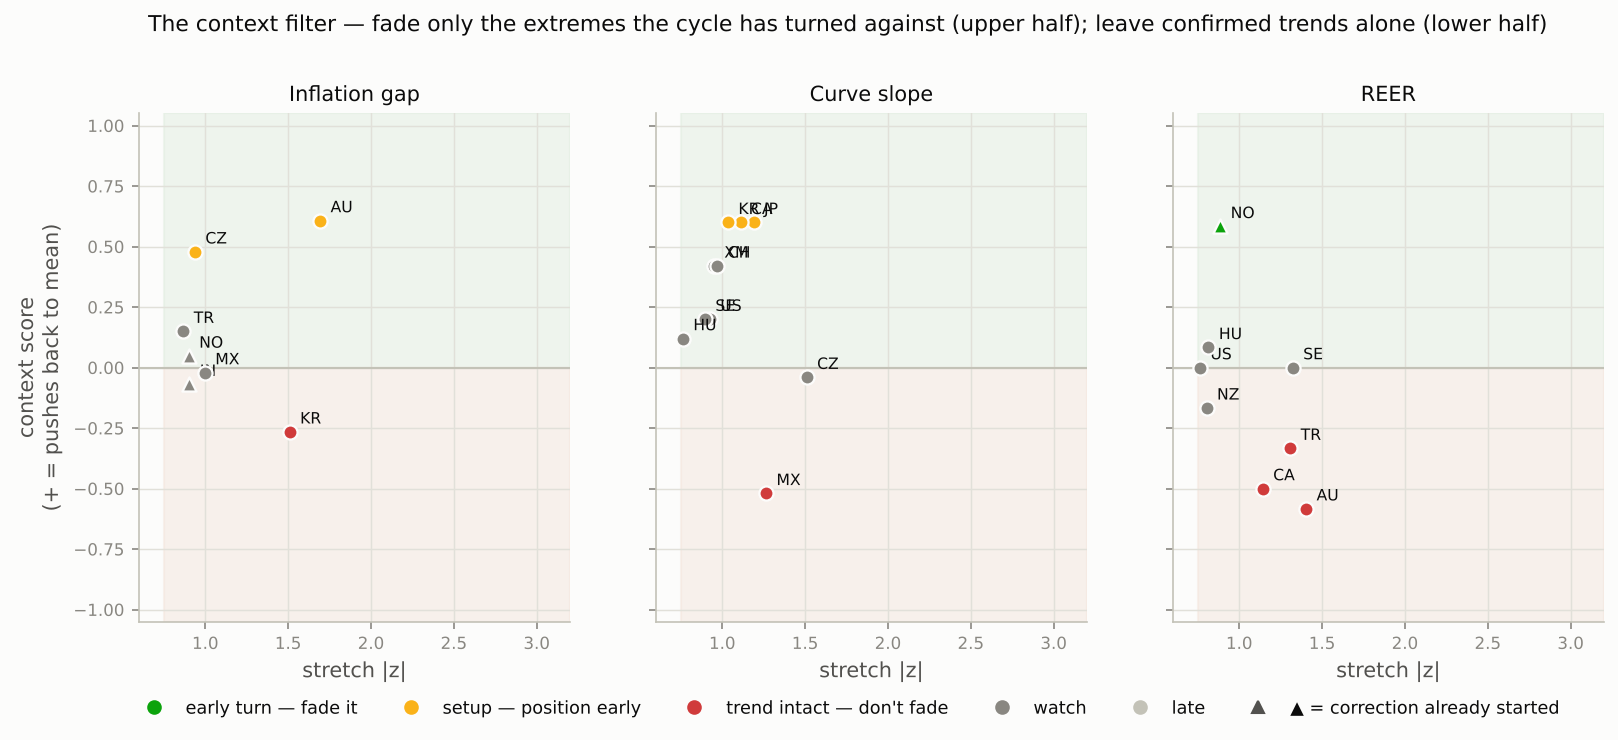 The context filter — fade only the extremes the cycle has turned against (upper half); leave confirmed trends alone (lower half)
Inflation gap
Curve slope
REER
context score
(+ = pushes back to mean)
1.00
0.75
0.50
0.25
0.00
−0.25
−0.50
−0.75
−1.00
AU
CZ
TR
NO
MX
KR
KR
CA
JP
CH
SE
US
HU
CZ
MX
NO
HU
US
SE
NZ
TR
CA
AU
1.0 1.5 2.0 2.5 3.0
1.0 1.5 2.0 2.5 3.0
1.0 1.5 2.0 2.5 3.0
stretch |z|
stretch |z|
stretch |z|
early turn — fade it
setup — position early
trend intact — don't fade
watch
late
▲ = correction already started